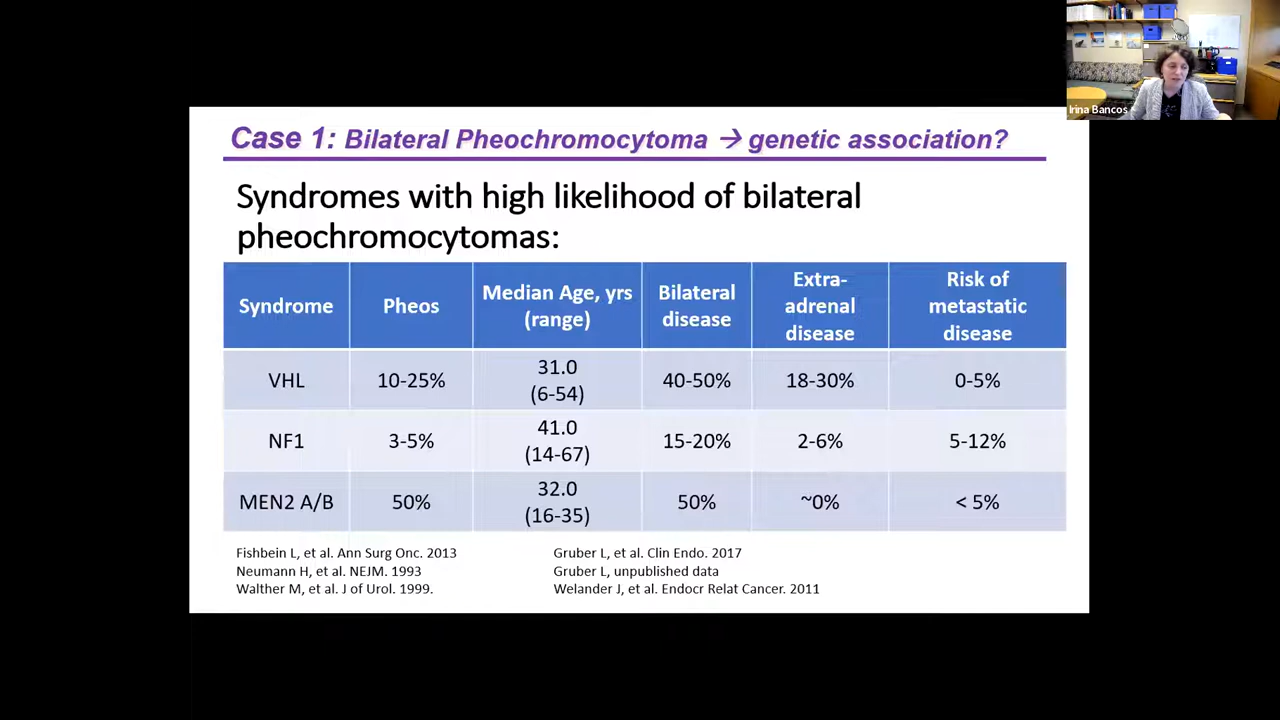 Irina Bancos
Case 1: Bilateral Pheochromocytoma → genetic association?
Syndromes with high likelihood of bilateral
pheochromocytomas:
Syndrome Pheos Median Age, yrs (range) Bilateral disease Extra-adrenal disease Risk of metastatic disease
VHL 10-25% 31.0 (6-54) 40-50% 18-30% 0-5%
NF1 3-5% 41.0 (14-67) 15-20% 2-6% 5-12%
MEN2 A/B 50% 32.0 (16-35) 50% ~0% < 5%
Fishbein L, et al. Ann Surg Onc. 2013
Neumann H, et al. NEJM. 1993
Walther M, et al. J of Urol. 1999.
Gruber L, et al. Clin Endo. 2017
Gruber L, unpublished data
Welander J, et al. Endocr Relat Cancer. 2011